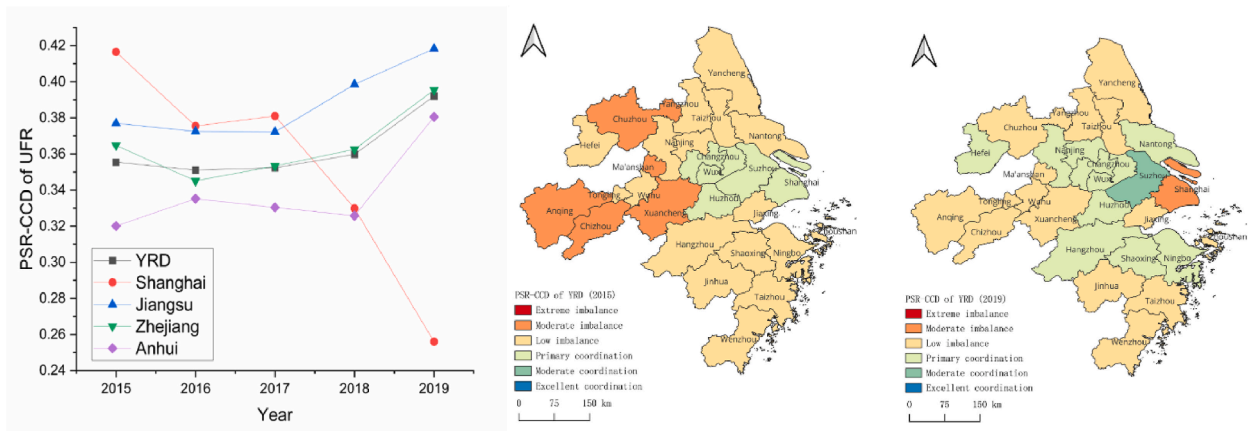 0.42
0.40
0.38
0.36
0.34
0.32
0.30
0.28
0.26
0.24
PSR-CCD of UFR
YRD
Shanghai
Jiangsu
Zhejiang
Anhui
2015 2016 2017 2018 2019
Year
Yancheng
Yangzhou
Chuzhou
Taizhou
Hefei
Nanjing
Nantong
Changzhou
Ma'anshan
Wuxi
Suzhou
Shanghai
Tongling
Wuhu
Huzhou
Anqing
Xuancheng
Jiaxing
Chizhou
Zhoushan
Hangzhou
Shaoxing
Ningbo
Jinhua
Taizhou
Wenzhou
PSR-CCD of YRD (2015)
Extreme imbalance
Moderate imbalance
Low imbalance
Primary coordination
Moderate coordination
Excellent coordination
0 75 150 km
Yancheng
Yangzhou
Chuzhou
Taizhou
Hefei
Nanjing
Nantong
Changzhou
Ma'anshan
Wuxi
Suzhou
Shanghai
Tongling
Wuhu
Huzhou
Anqing
Xuancheng
Jiaxing
Chizhou
Zhoushan
Hangzhou
Shaoxing
Ningbo
Jinhua
Taizhou
Wenzhou
PSR CCD of YRD (2019)
Extreme imbalance
Moderate imbalance
Low imbalance
Primary coordination
Moderate coordination
Excellent coordination
0 75 150 km